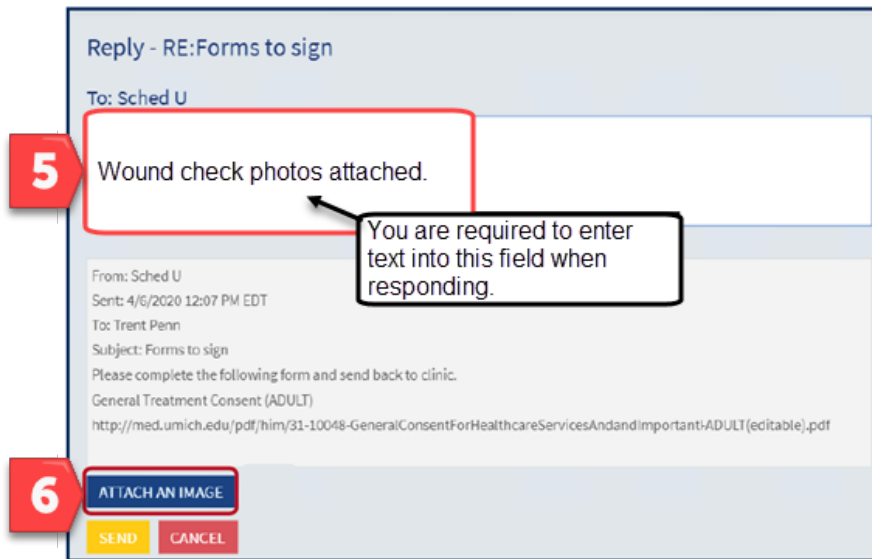 Reply - RE:Forms to sign
To: Sched U
5
Wound check photos attached.
You are required to enter
text into this field when
responding.
From: Sched U
Sent: 4/6/2020 12:07 PM EDT
To: Trent Penn
Subject: Forms to sign
Please complete the following form and send back to clinic.
General Treatment Consent (ADULT)
http://med.umich.edu/pdf/him/31-10048-GeneralConsentForHealthcareServicesAndandImportantI-ADULT(editable).pdf
6
ATTACH AN IMAGE
SEND CANCEL